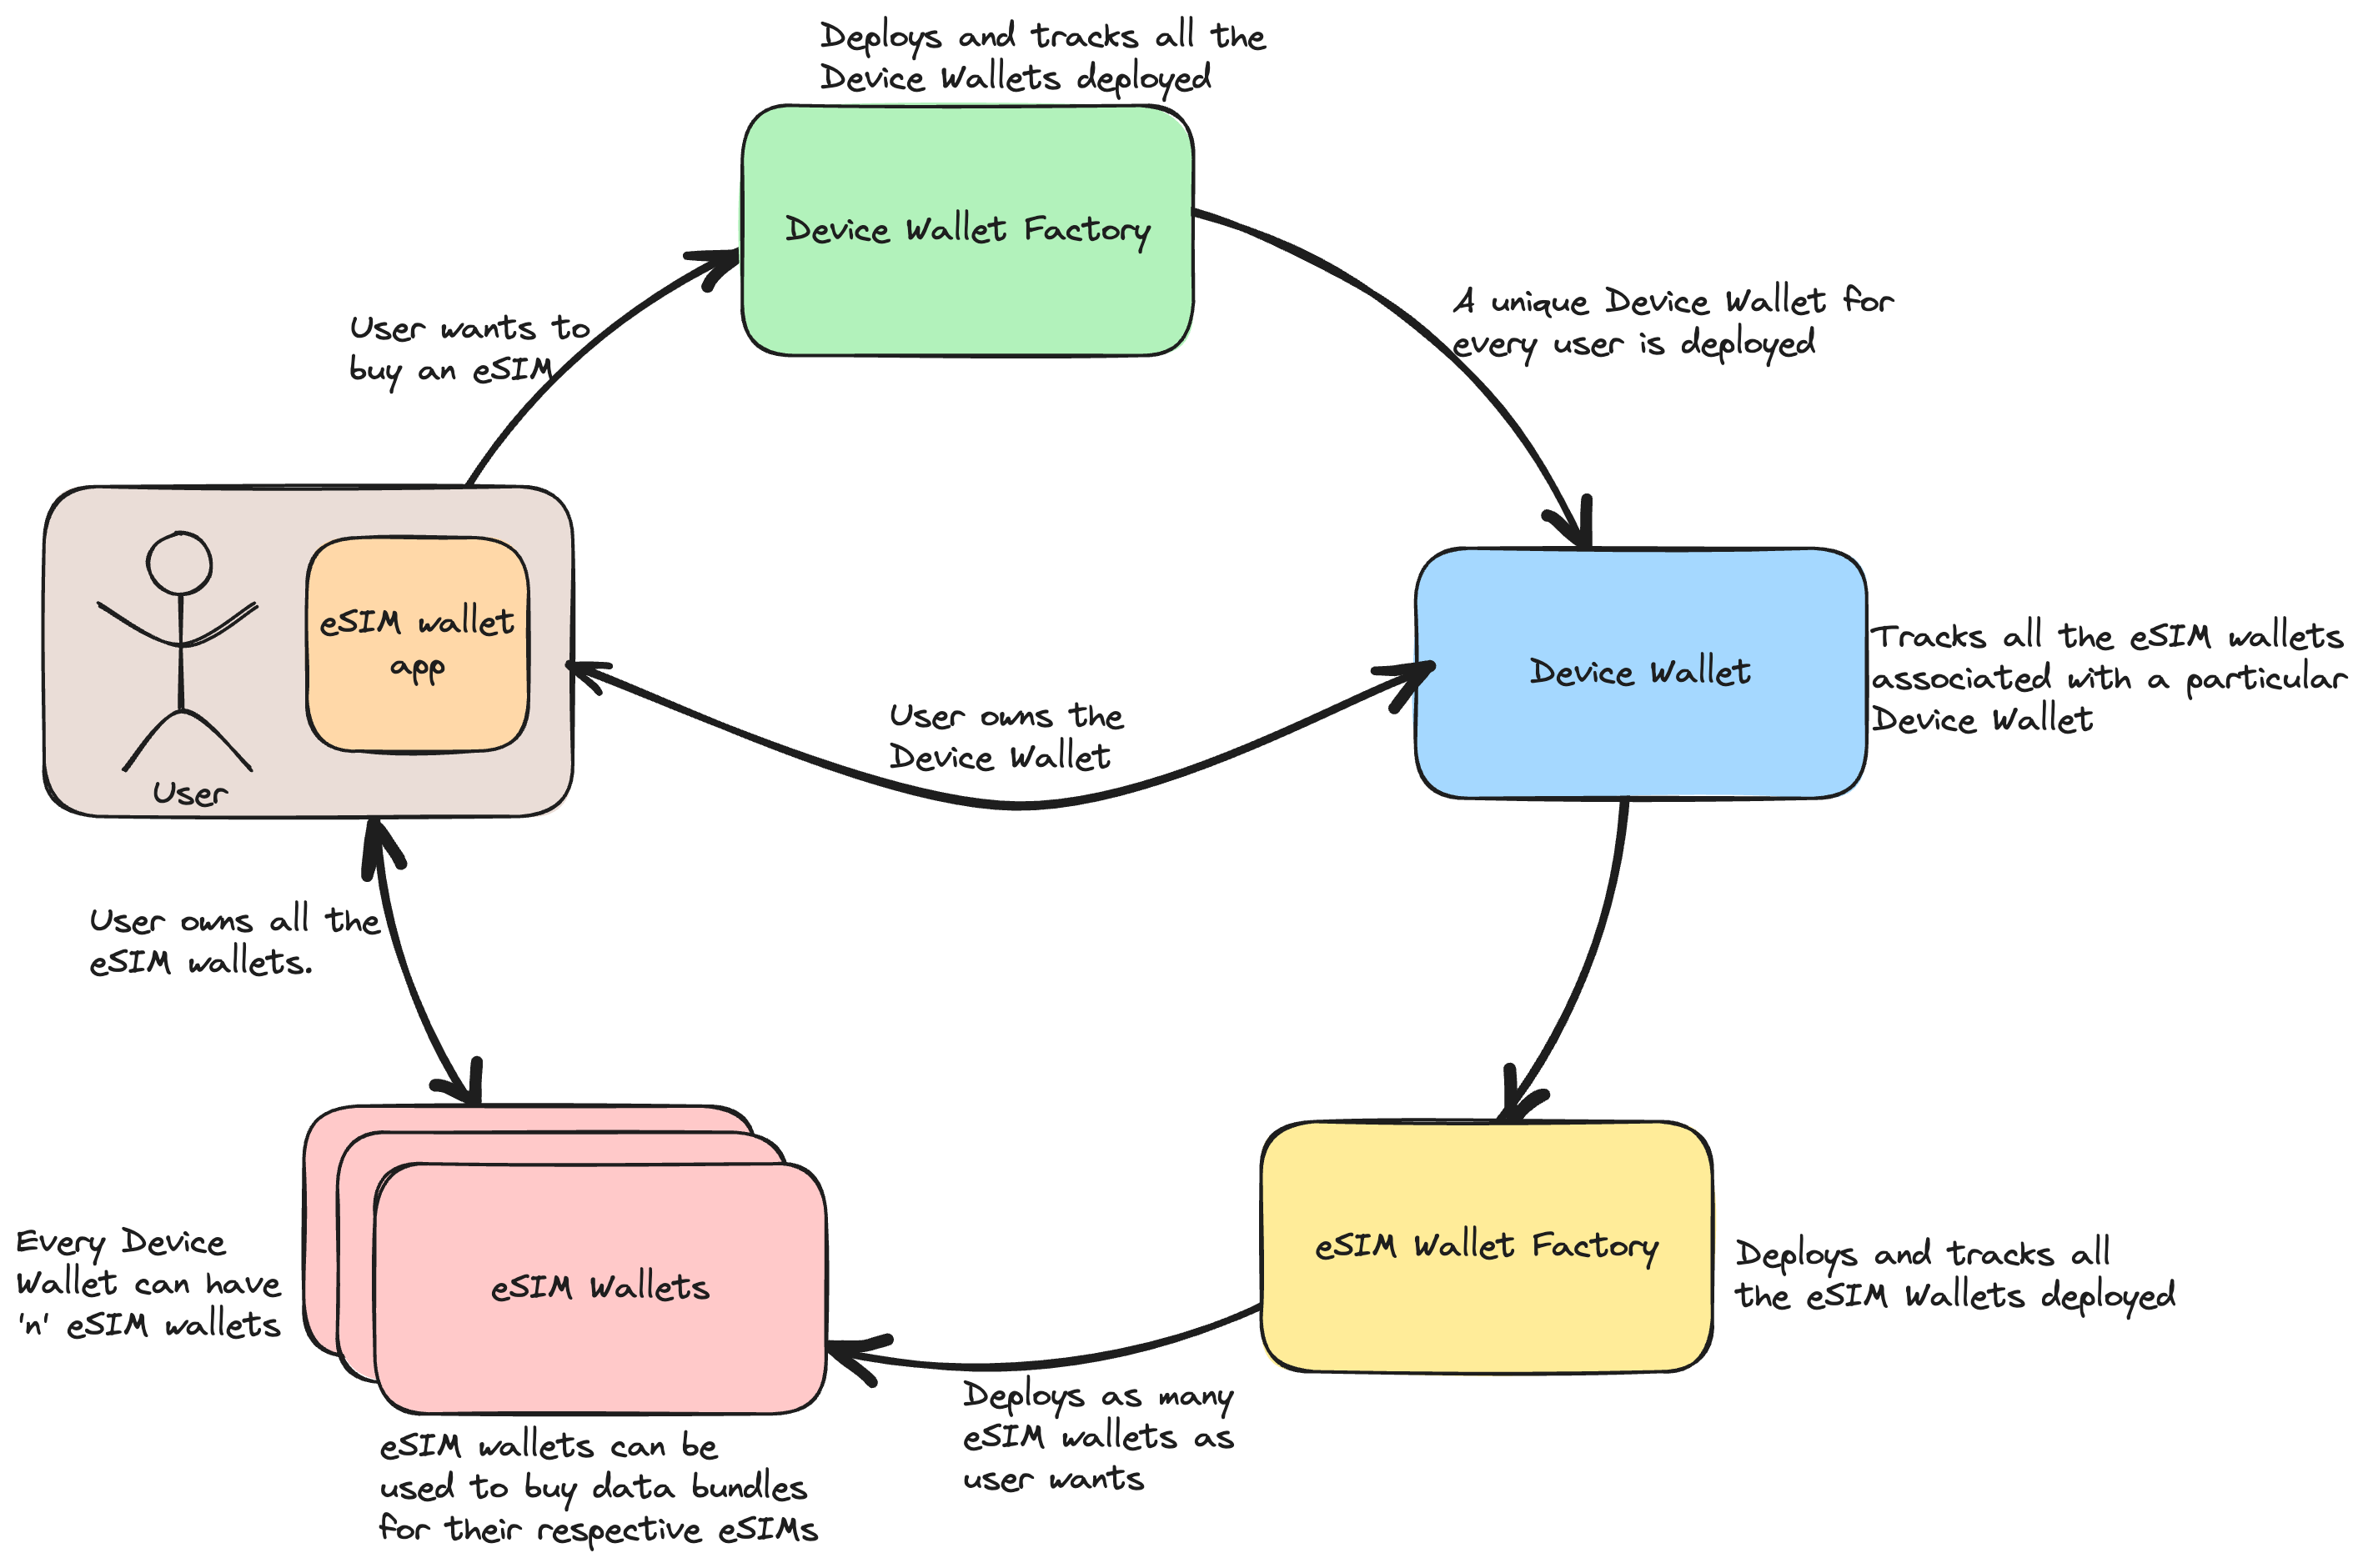 Deploys and tracks all the
Device Wallets deployed
Device Wallet Factory
User wants to
buy an eSIM
A unique Device Wallet for
every user is deployed
eSIM wallet
app
User
User owns the
Device Wallet
Device Wallet
Tracks all the eSIM wallets
associated with a particular
Device Wallet
User owns all the
eSIM wallets.
Every Device
Wallet can have
'n' eSIM wallets
eSIM Wallets
eSIM Wallet Factory
Deploys and tracks all
the eSIM Wallets deployed
Deploys as many
eSIM wallets as
user wants
eSIM wallets can be
used to buy data bundles
for their respective eSIMs